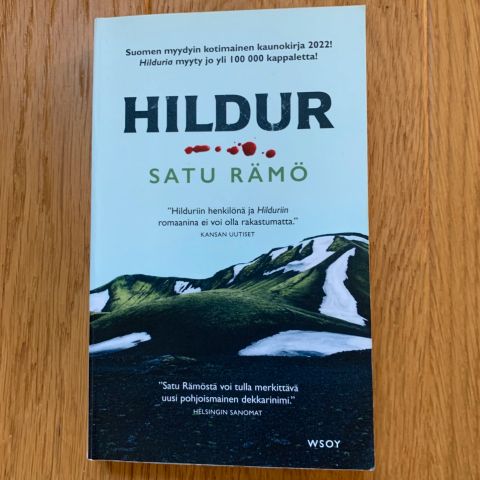 Suomen myydyin kotimainen kaunokirja 2022!
Hilduria myyty jo yli 100 000 kappaletta!
HILDUR
SATU RÄMÖ
”Hilduriin henkilönä ja Hilduriin
romaanina ei voi olla rakastumatta.”
KANSAN UUTISET
”Satu Rämöstä voi tulla merkittävä
uusi pohjoismainen dekkarinimi.”
HELSINGIN SANOMAT
WSOY